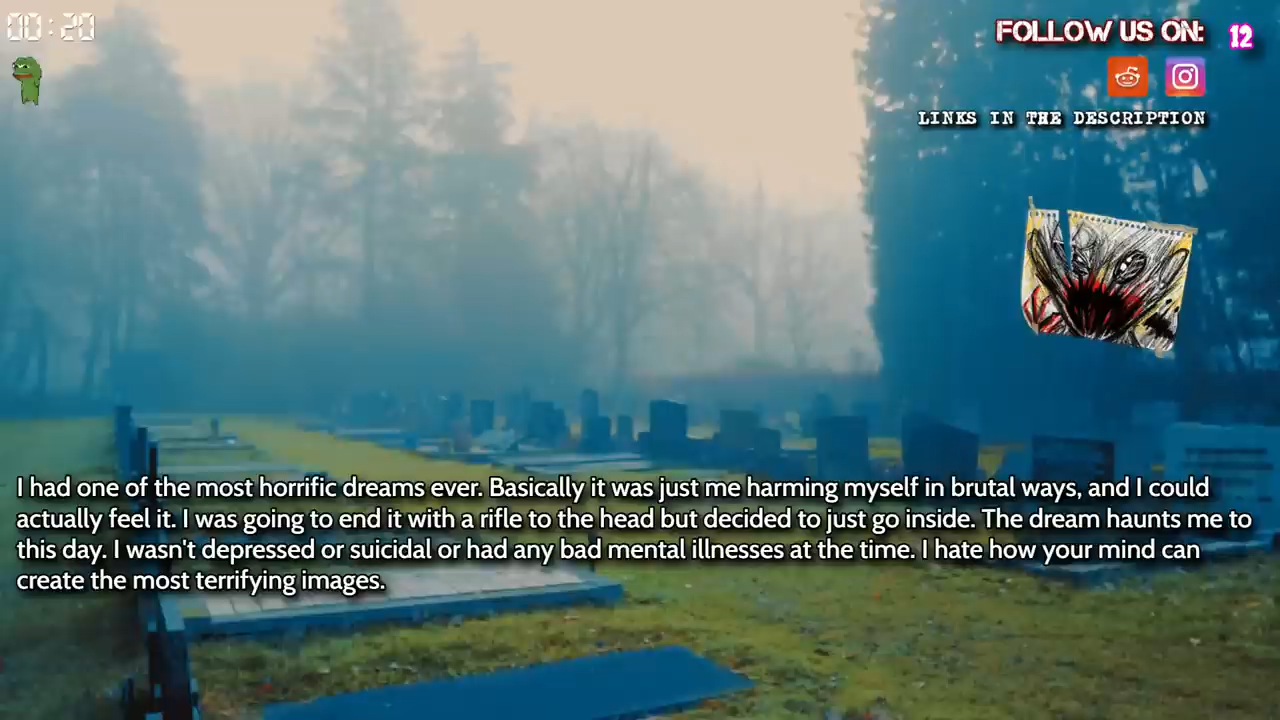 00:20
FOLLOW US ON:
12
LINKS IN THE DESCRIPTION
I had one of the most horrific dreams ever. Basically it was just me harming myself in brutal ways, and I could
actually feel it. I was going to end it with a rifle to the head but decided to just go inside. The dream haunts me to
this day. I wasn't depressed or suicidal or had any bad mental illnesses at the time. I hate how your mind can
create the most terrifying images.